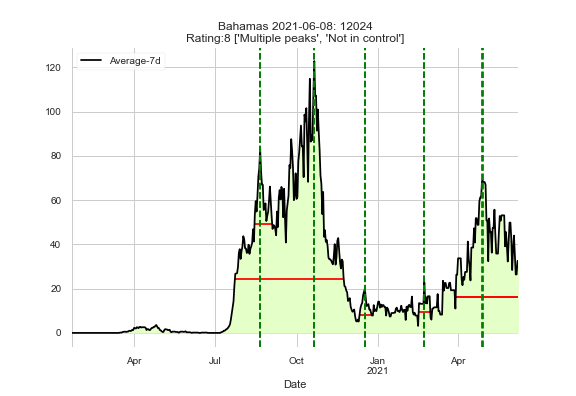 Bahamas 2021-06-08: 12024
Rating:8 ['Multiple peaks', 'Not in control']
Average-7d
120
100
80
60
40
20
0
Apr
Jul
Oct
Jan
2021
Apr
Date